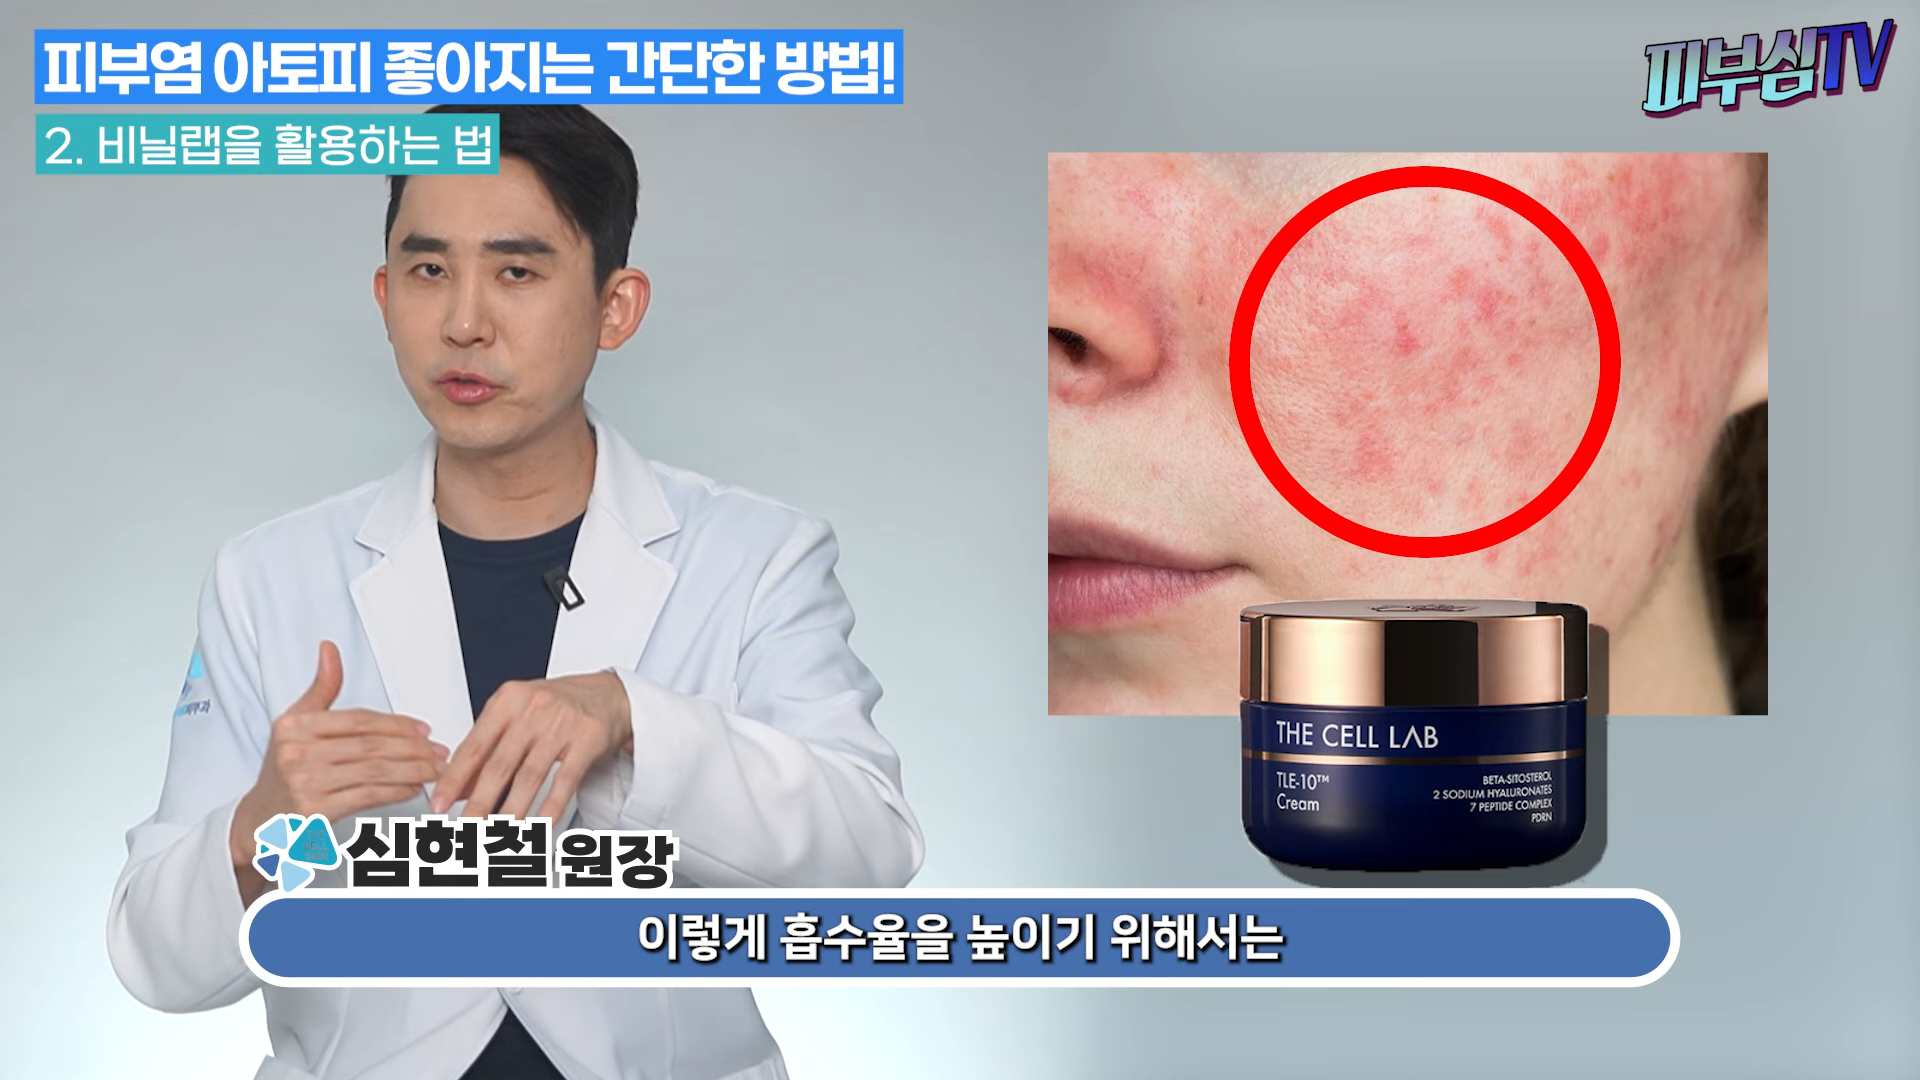 피부염 아토피 좋아지는 간단한 방법!
2. 비닐랩을 활용하는 법
피부심TV
THE CELL LAB
TLE-10™
Cream
BETA-SITOSTEROL
2 SODIUM HYALURONATES
7 PEPTIDE COMPLEX
PDRN
THE
CELL
심현철 원장
이렇게 흡수율을 높이기 위해서는